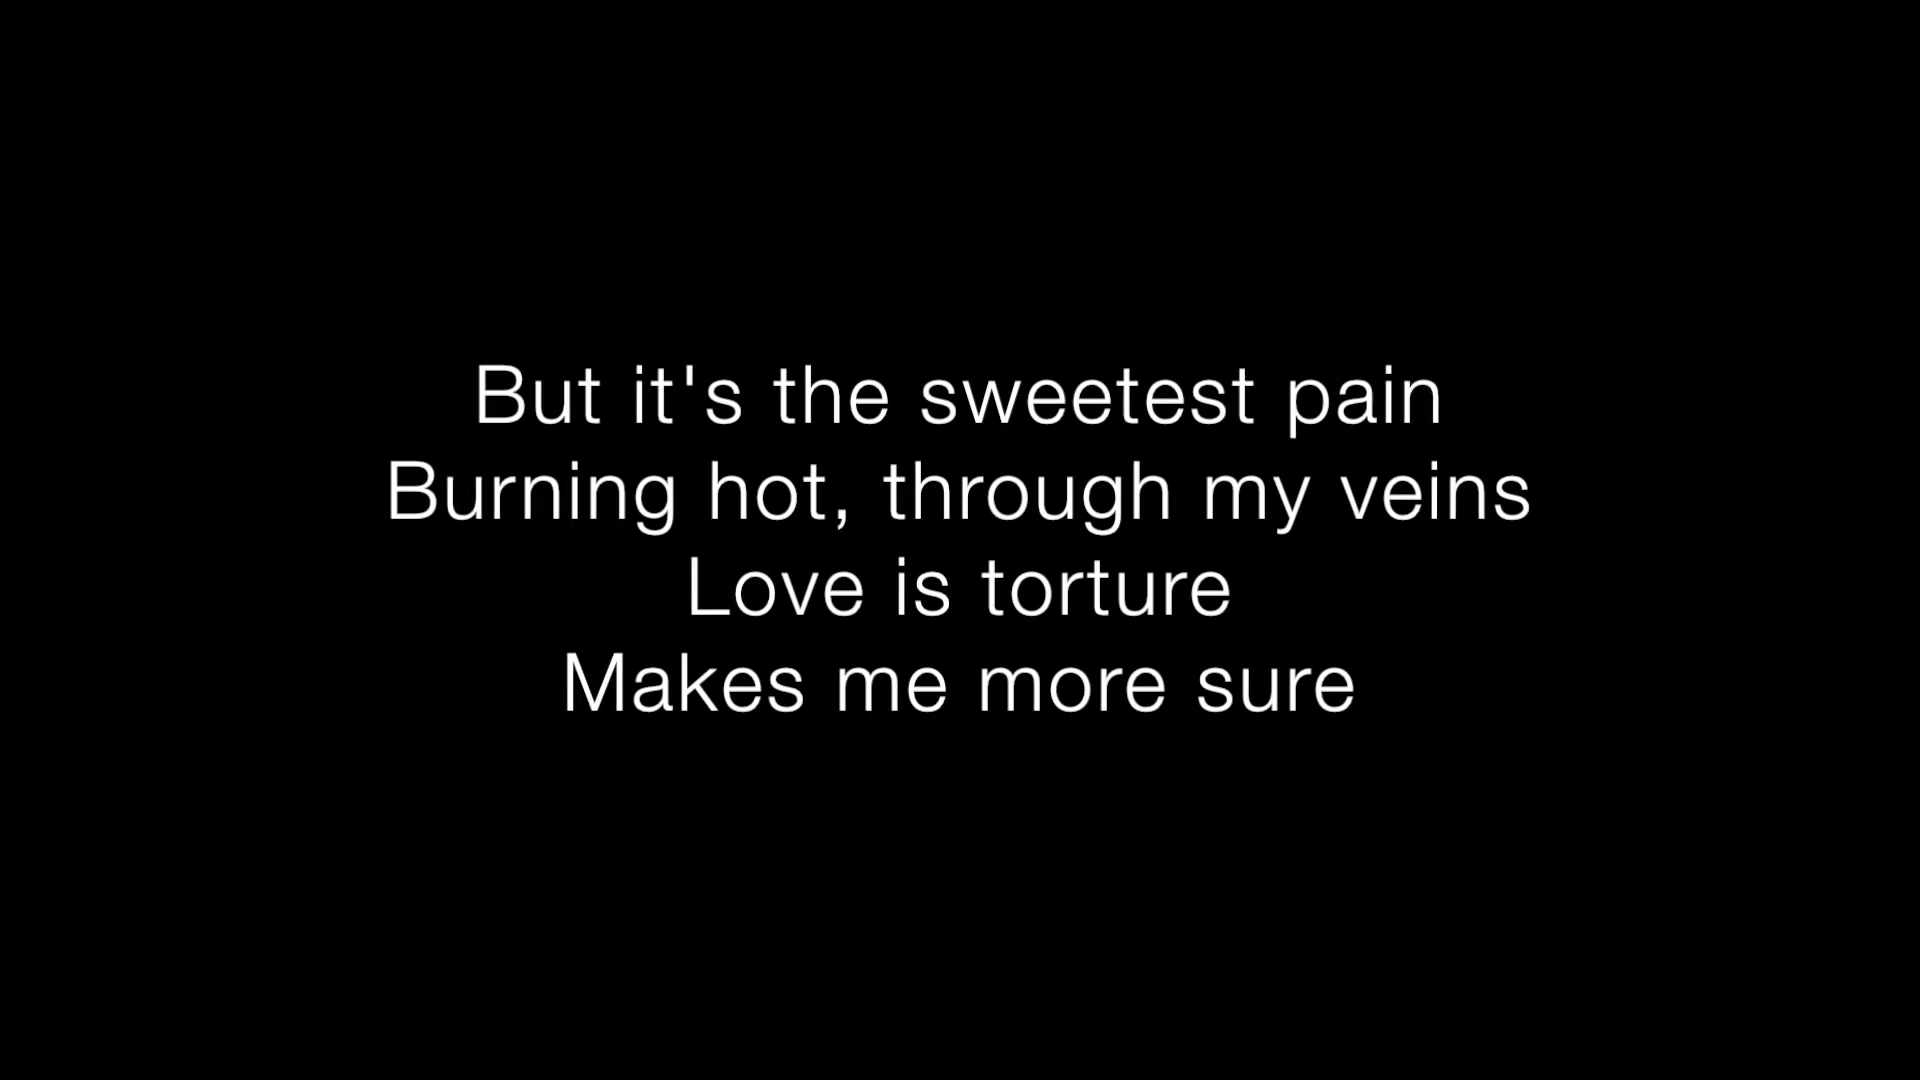 But it's the sweetest pain
Burning hot, through my veins
Love is torture
Makes me more sure